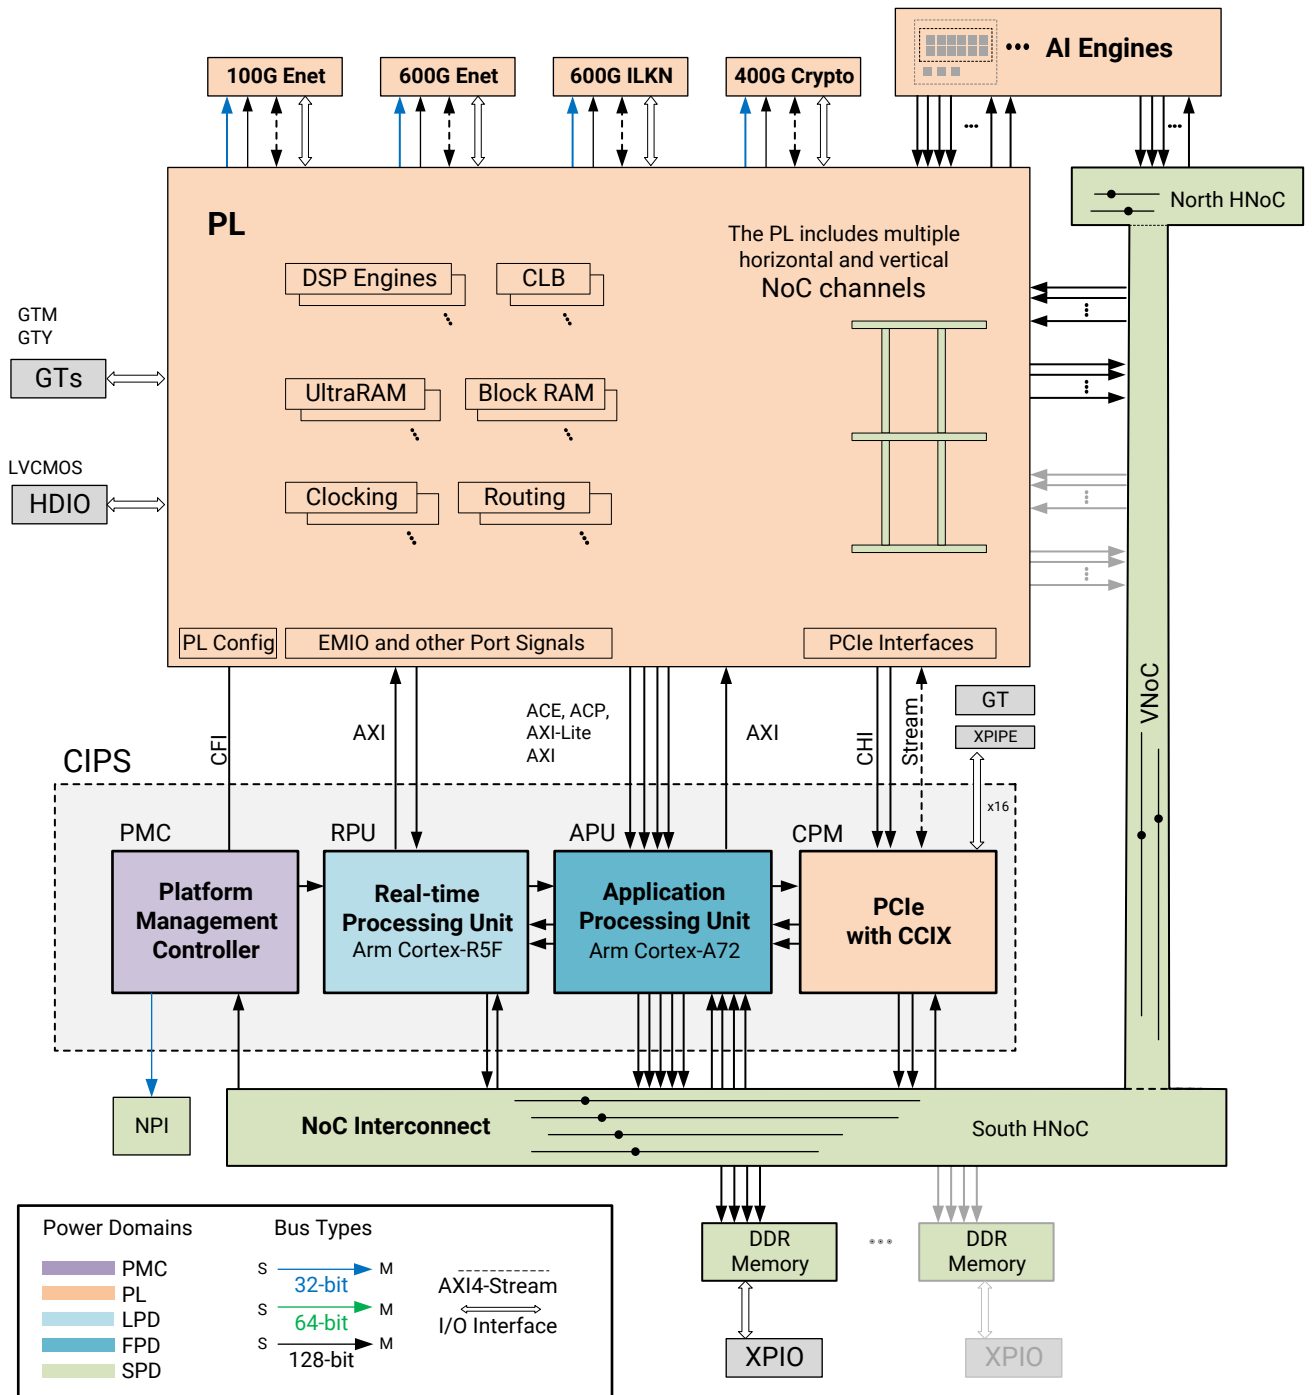 AI Engines
100G Enet
600G Enet
600G ILKN
400G Crypto
North HNoC
PL
The PL includes multiple
horizontal and vertical
NoC channels
DSP Engines
CLB
GTM
GTY
GTs
UltraRAM
Block RAM
LVCMOS
HDIO
Clocking
Routing
PL Config
EMIO and other Port Signals
PCIe Interfaces
VNoC
CFI
AXI
ACE, ACP,
AXI-Lite
AXI
AXI
CHI
Stream
GT
XPIPE
x16
CIPS
PMC
RPU
APU
CPM
Platform
Management
Controller
Real-time
Processing Unit
Arm Cortex-R5F
Application
Processing Unit
Arm Cortex-A72
PCIe
with CCIX
NPI
NoC Interconnect
South HNoC
DDR
Memory
DDR
Memory
XPIO
XPIO
Power Domains
PMC
PL
LPD
FPD
SPD
Bus Types
S M
32-bit
S M
64-bit
S M
128-bit
AXI4-Stream
I/O Interface